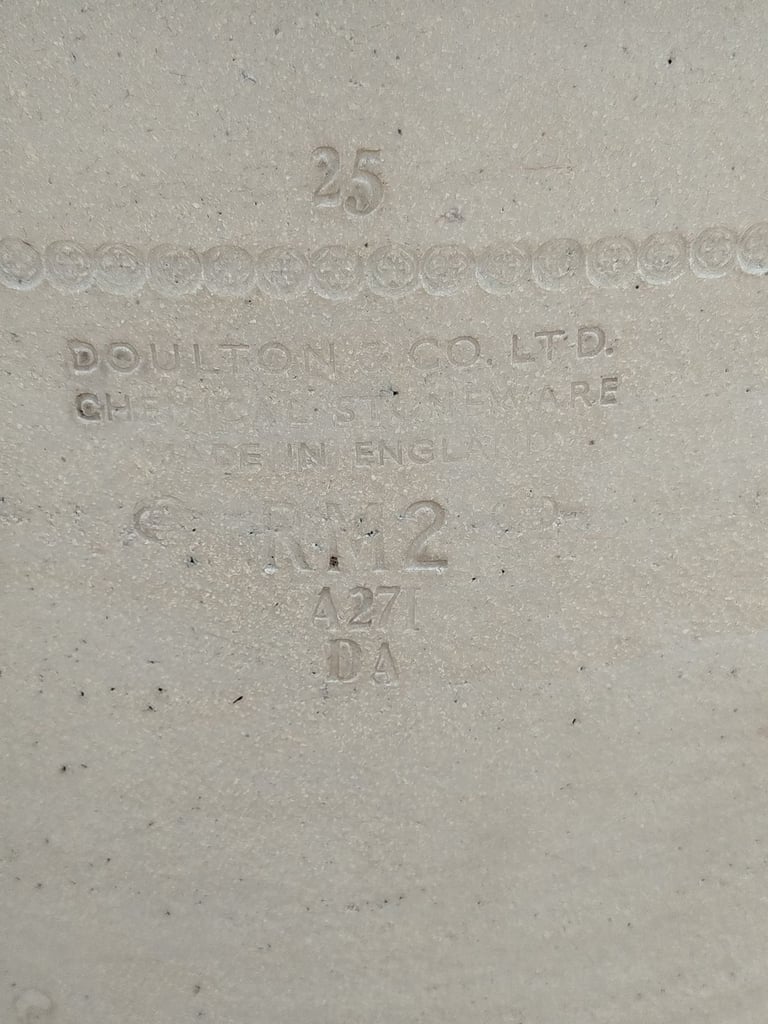 25
DOULTON & CO. LTD.
CHEMICAL STONEWARE
MADE IN ENGLAND
RM2
A271
DA